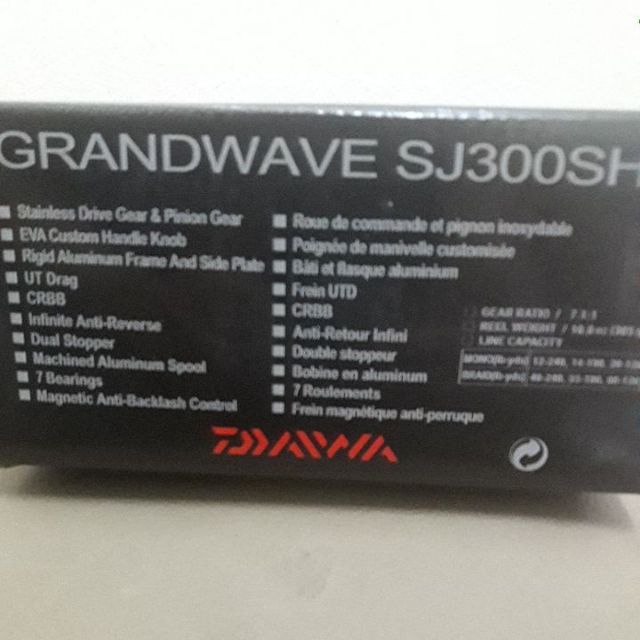 GRANDWAVE SJ300SH
Stainless Drive Gear & Pinion Gear
EVA Custom Handle Knob
Rigid Aluminum Frame And Side Plate
UT Drag
CRBB
Infinite Anti-Reverse
Dual Stopper
Machined Aluminum Spool
7 Bearings
Magnetic Anti-Backlash Control
Roue de commande et pignon inoxydable
Poignée de manivelle customisée
Bâti et flasque aluminium
Frein UTD
CRBB
Anti-Retour Infini
Double stoppeur
Bobine en aluminum
7 Roulements
Frein magnétique anti-perruque
GEAR RATIO / 7.1:1
REEL WEIGHT /
LINE CAPACITY
DAIWA